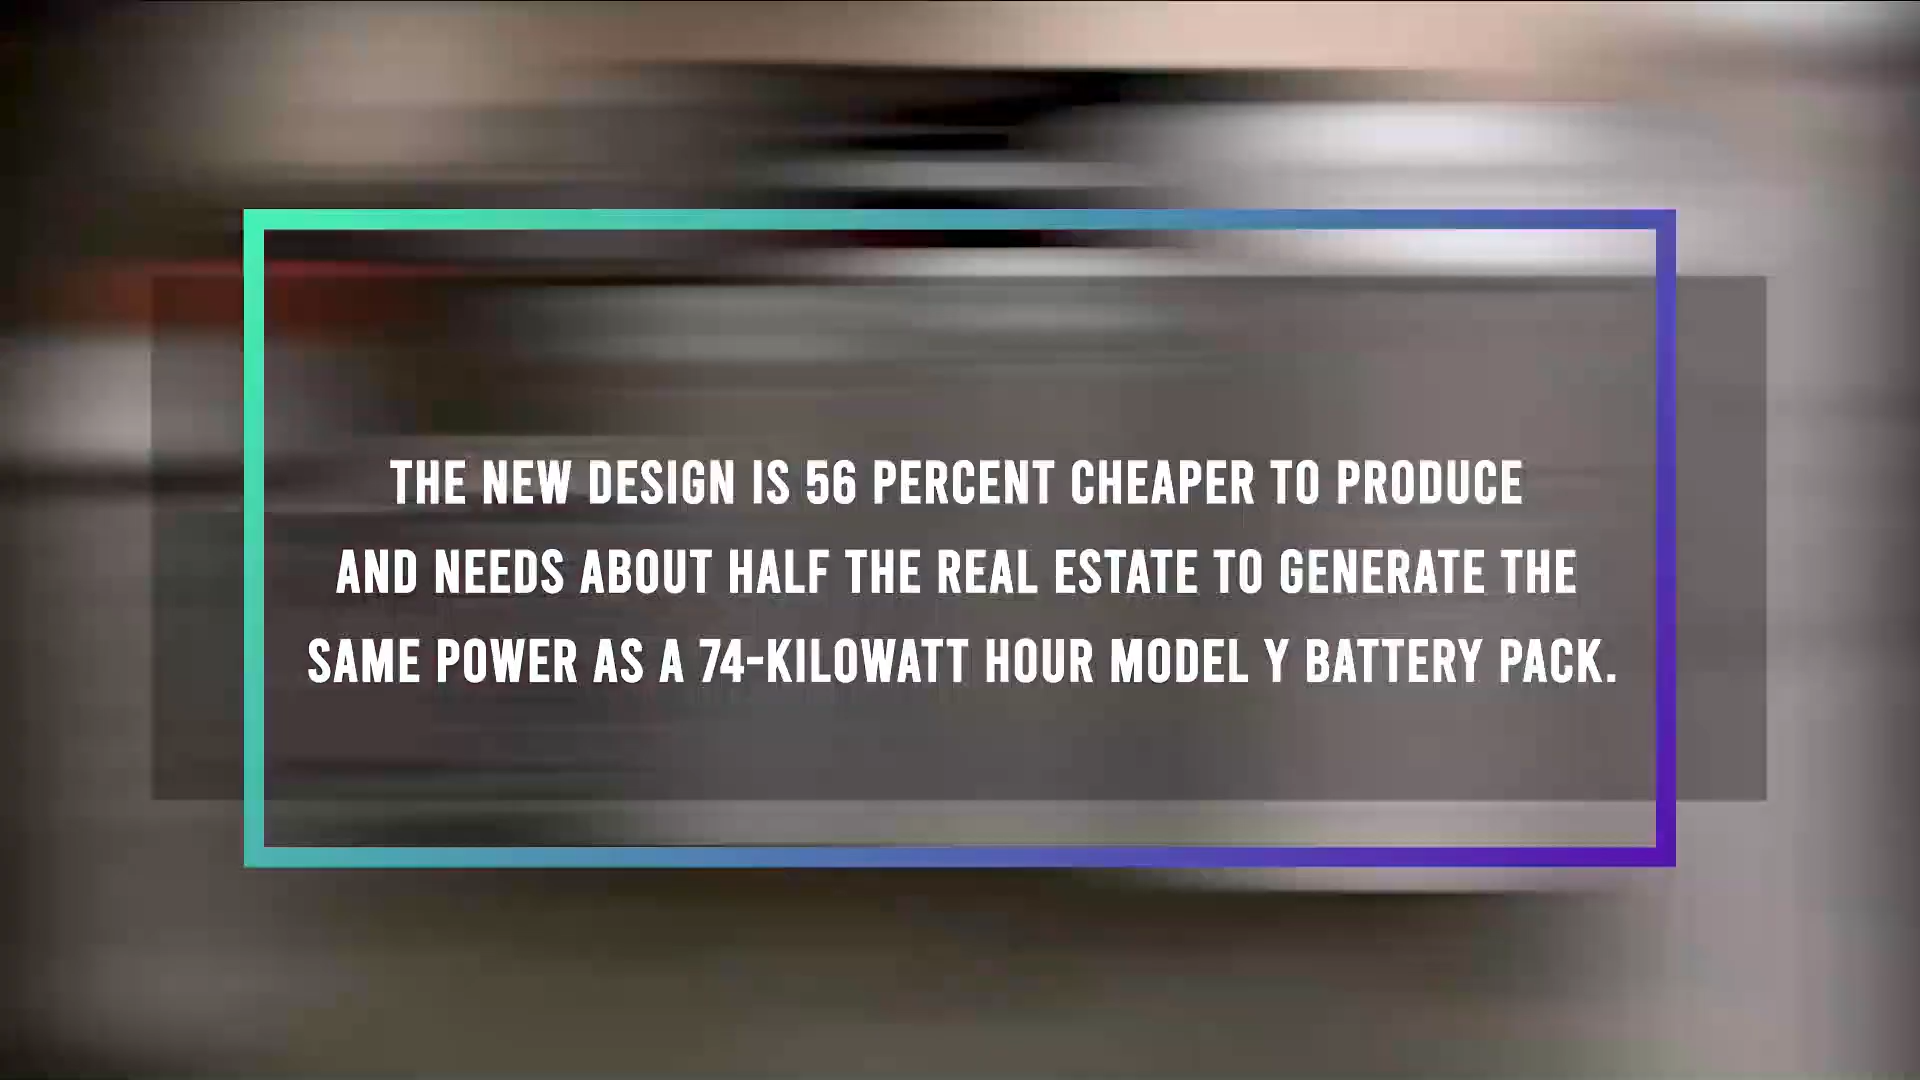 THE NEW DESIGN IS 56 PERCENT CHEAPER TO PRODUCE
AND NEEDS ABOUT HALF THE REAL ESTATE TO GENERATE THE
SAME POWER AS A 74-KILOWATT HOUR MODEL Y BATTERY PACK.